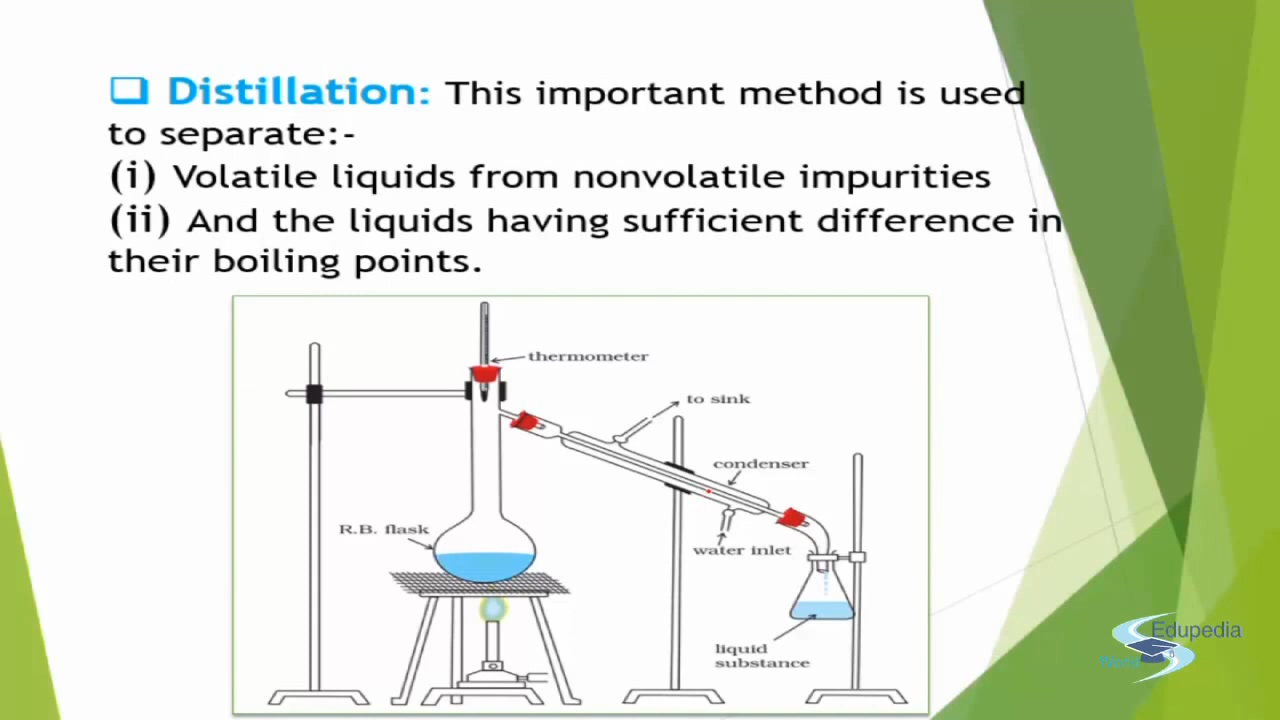 ❑ Distillation: This important method is used
to separate:-
(i) Volatile liquids from nonvolatile impurities
(ii) And the liquids having sufficient difference in
their boiling points.
thermometer
to sink
condenser
R.B. flask
water inlet
liquid
substance
Edupedia
World